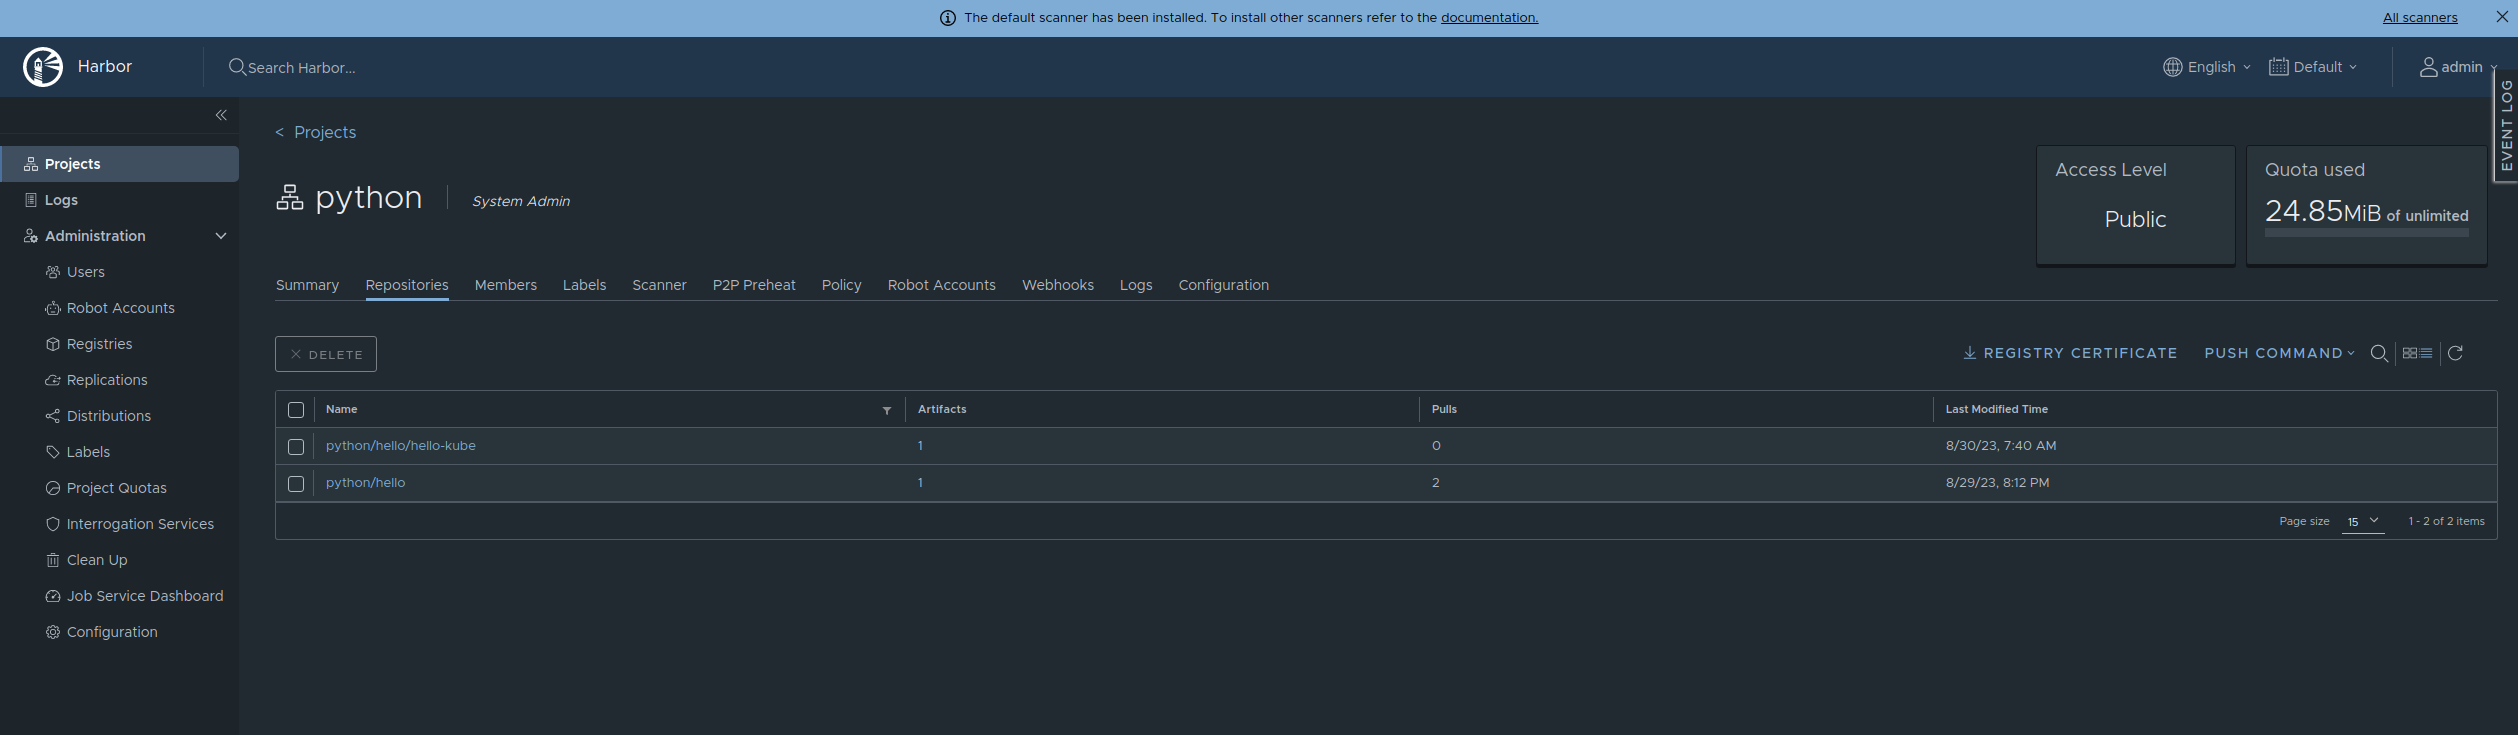 The default scanner has been installed. To install other scanners refer to the documentation. All scanners
Harbor Search Harbor... English Default admin
EVENT LOG
Projects
Logs
Administration
Users
Robot Accounts
Registries
Replications
Distributions
Labels
Project Quotas
Interrogation Services
Clean Up
Job Service Dashboard
Configuration
< Projects
python System Admin
Access Level
Public
Quota used
24.85MiB of unlimited
Summary Repositories Members Labels Scanner P2P Preheat Policy Robot Accounts Webhooks Logs Configuration
DELETE REGISTRY CERTIFICATE PUSH COMMAND
Name Artifacts Pulls Last Modified Time
python/hello/hello-kube 1 0 8/30/23, 7:40 AM
python/hello 1 2 8/29/23, 8:12 PM
Page size 15 1 - 2 of 2 items